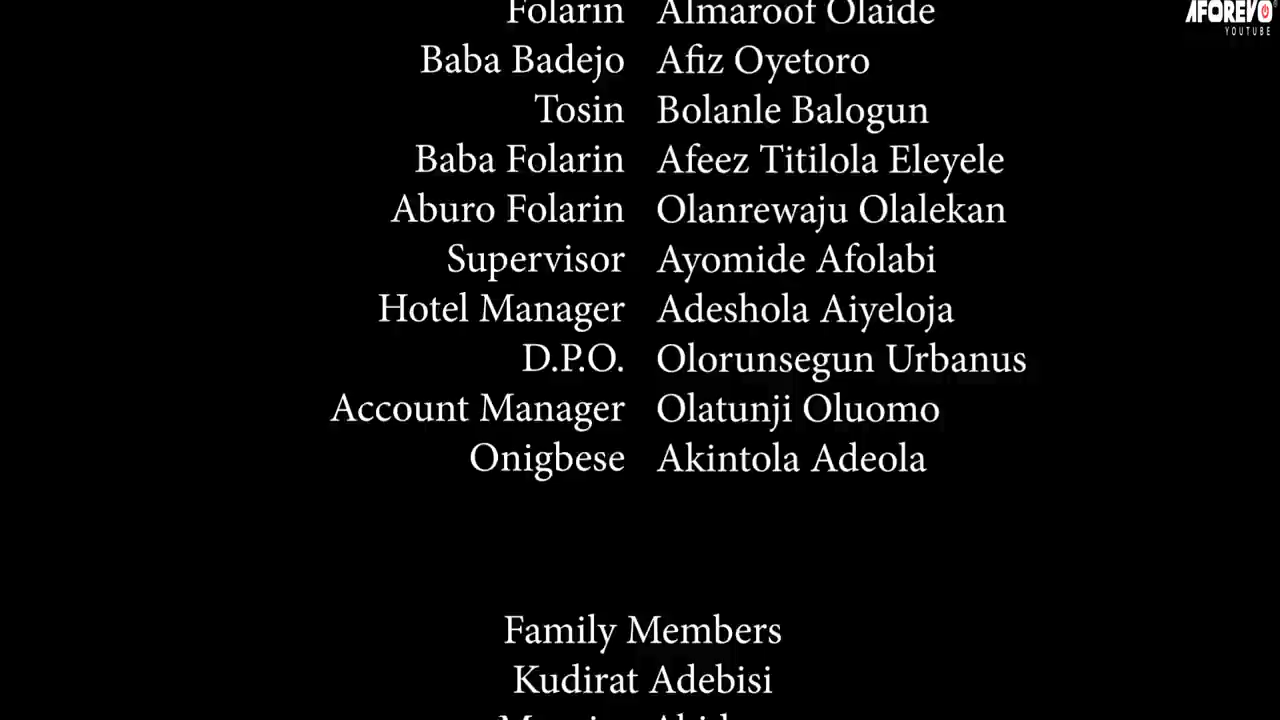 AFOREVO
YOUTUBE
Folarin Almaroof Olaide
Baba Badejo Afiz Oyetoro
Tosin Bolanle Balogun
Baba Folarin Afeez Titilola Eleyele
Aburo Folarin Olanrewaju Olalekan
Supervisor Ayomide Afolabi
Hotel Manager Adeshola Aiyeloja
D.P.O. Olorunsegun Urbanus
Account Manager Olatunji Oluomo
Onigbese Akintola Adeola
Family Members
Kudirat Adebisi